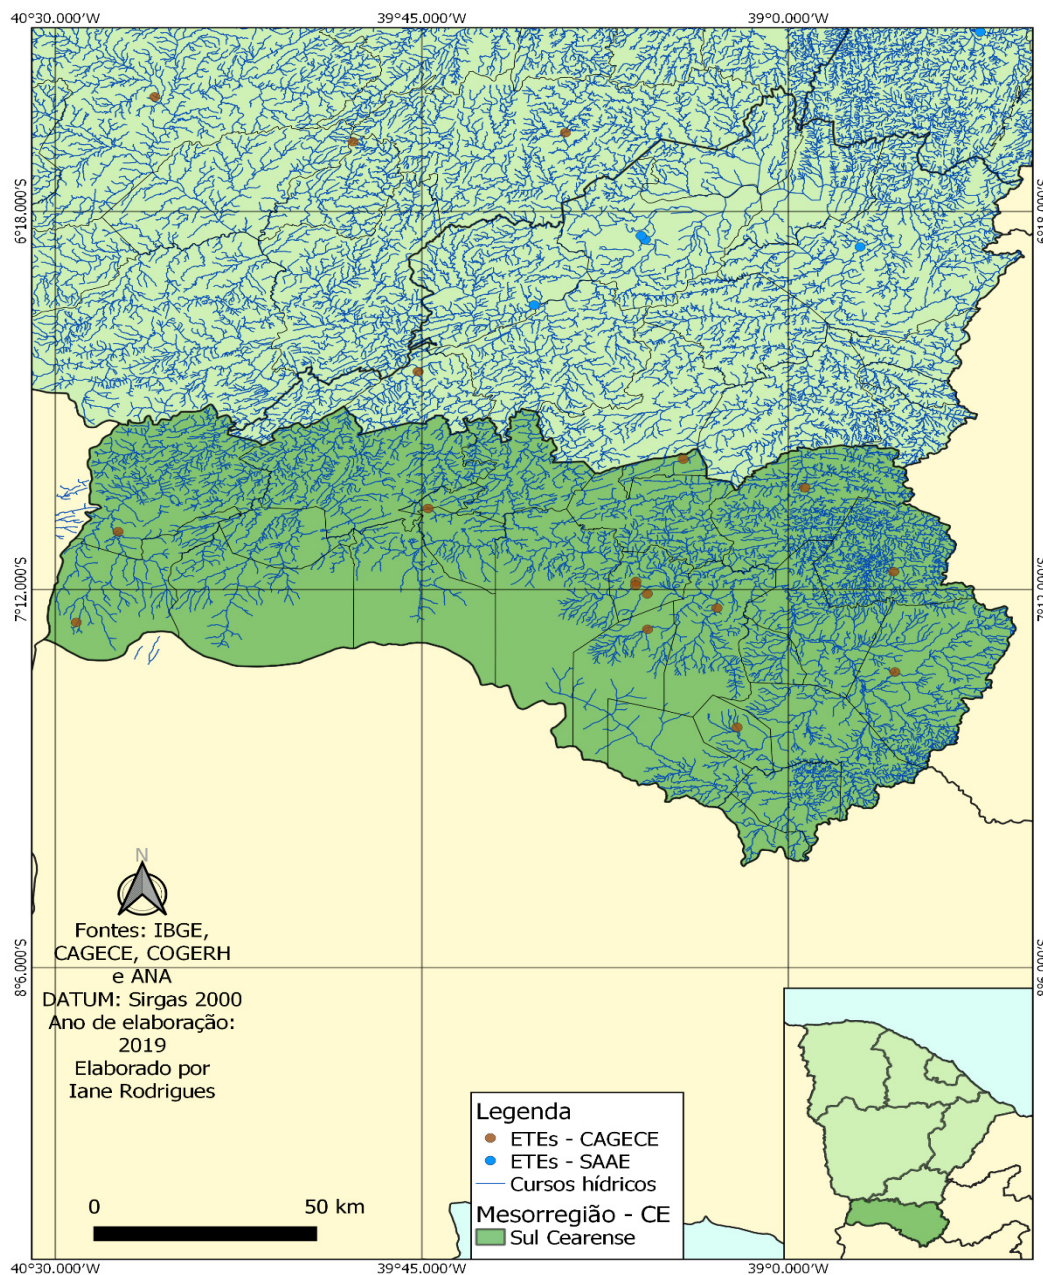 40°30.000'W
39°45.000'W
39°0.000'W
6°18.000'S
6°18.000'S
7°12.000'S
7°12.000'S
8°6.000'S
8°6.000'S
N
Fontes: IBGE,
CAGECE, COGERH
e ANA
DATUM: Sirgas 2000
Ano de elaboração:
2019
Elaborado por
Iane Rodrigues
0
50 km
Legenda
ETEs - CAGECE
ETEs - SAAE
Cursos hídricos
Mesorregião - CE
Sul Cearense
40°30.000'W
39°45.000'W
39°0.000'W